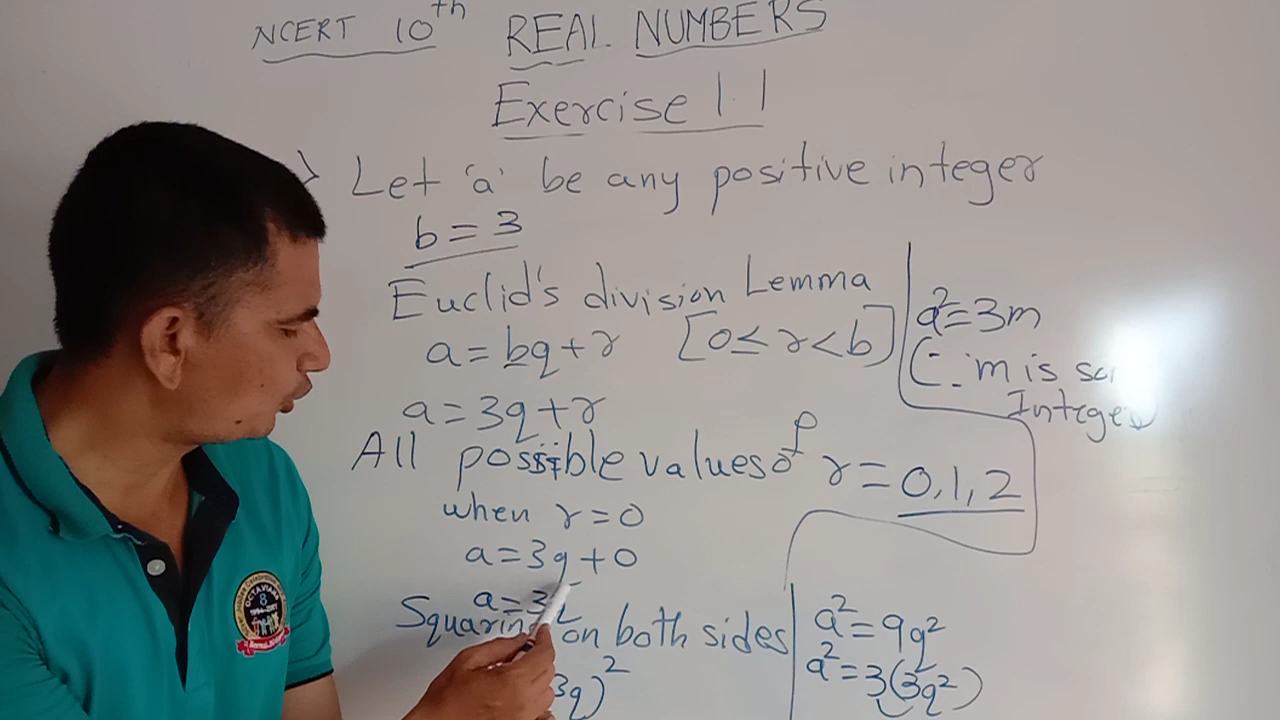 NCERT 10th REAL NUMBERS
Exercise 1.1
Let 'a' be any positive integer
b = 3
Euclid's division Lemma
a = bq + r [0 ≤ r < b]
a = 3q + r
All possible values of r = 0, 1, 2
when r = 0
a = 3q + 0
a = 3q
Squaring on both sides
3q)²
a² = 9q²
a² = 3(3q²)
a² = 3m
(∵ m is
Integer
OCTAVIANS
8